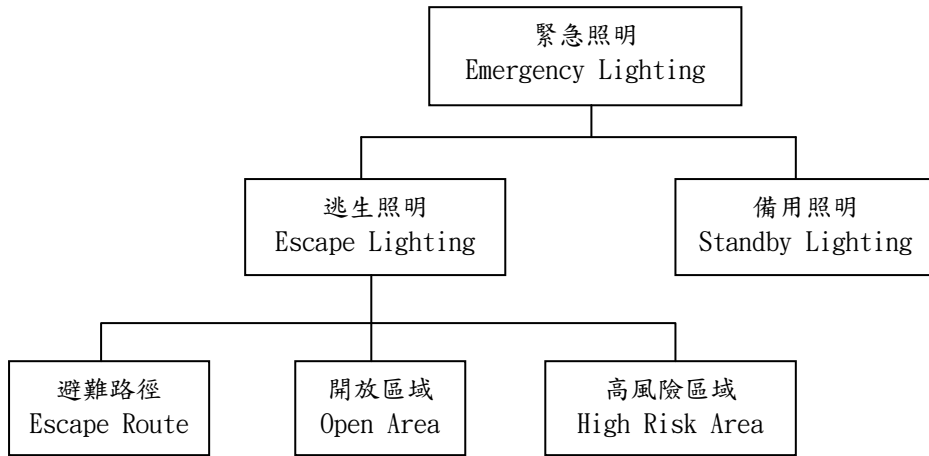 緊急照明
Emergency Lighting
逃生照明
Escape Lighting
備用照明
Standby Lighting
避難路徑
Escape Route
開放區域
Open Area
高風險區域
High Risk Area